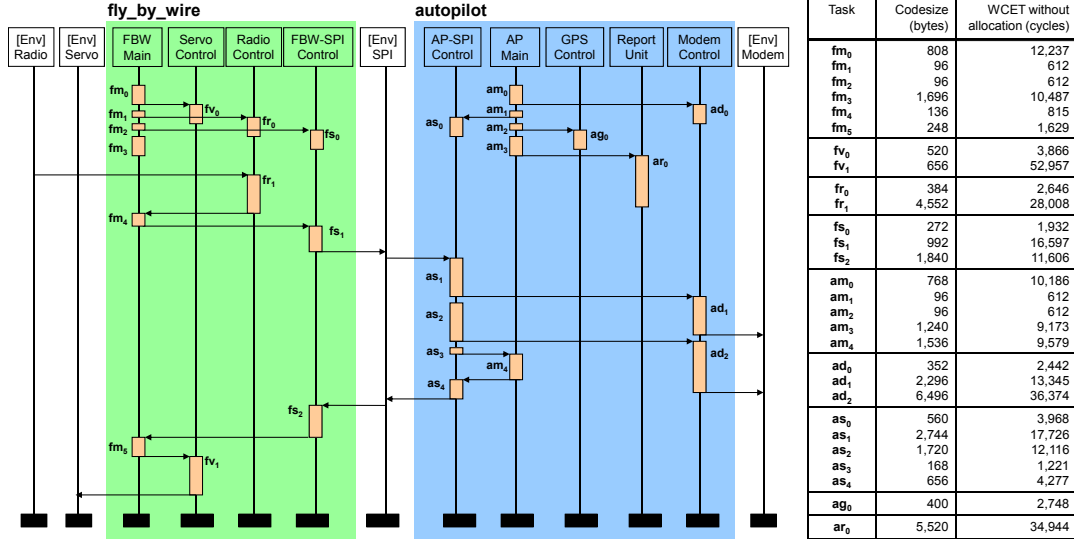 fly_by_wire
autopilot
[Env] Radio
[Env] Servo
FBW Main
Servo Control
Radio Control
FBW-SPI Control
[Env] SPI
AP-SPI Control
AP Main
GPS Control
Report Unit
Modem Control
[Env] Modem
fm0
fv0
fm1
fr0
fm2
fs0
fm3
fr1
fm4
fs1
fs2
fm5
fv1
am0
ad0
am1
as0
am2
ag0
am3
ar0
as1
ad1
as2
as3
ad2
am4
as4
Task Codesize (bytes) WCET without allocation (cycles)
fm0 808 12,237
fm1 96 612
fm2 96 612
fm3 1,696 10,487
fm4 136 815
fm5 248 1,629
fv0 520 3,866
fv1 656 52,957
fr0 384 2,646
fr1 4,552 28,008
fs0 272 1,932
fs1 992 16,597
fs2 1,840 11,606
am0 768 10,186
am1 96 612
am2 96 612
am3 1,240 9,173
am4 1,536 9,579
ad0 352 2,442
ad1 2,296 13,345
ad2 6,496 36,374
as0 560 3,968
as1 2,744 17,726
as2 1,720 12,116
as3 168 1,221
as4 656 4,277
ag0 400 2,748
ar0 5,520 34,944